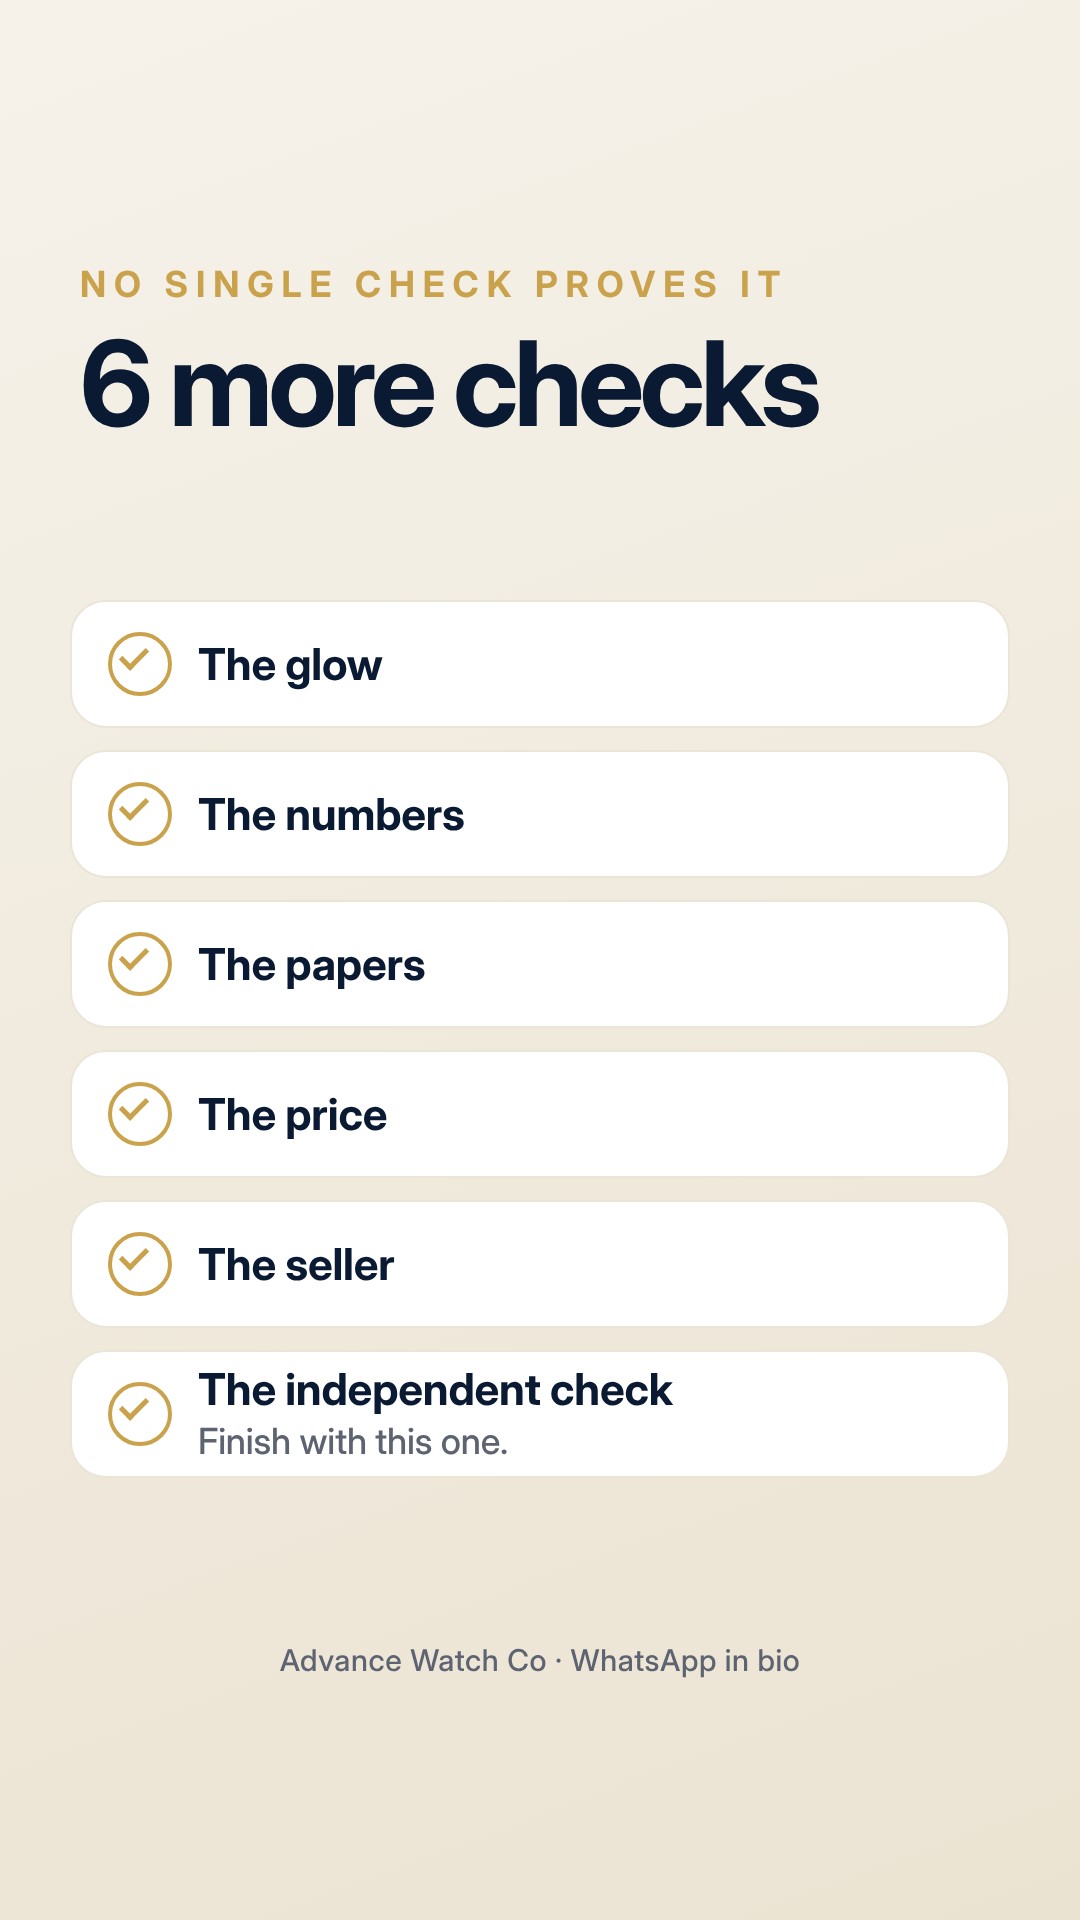 NO SINGLE CHECK PROVES IT
6 more checks
The glow
The numbers
The papers
The price
The seller
The independent check
Finish with this one.
Advance Watch Co · WhatsApp in bio